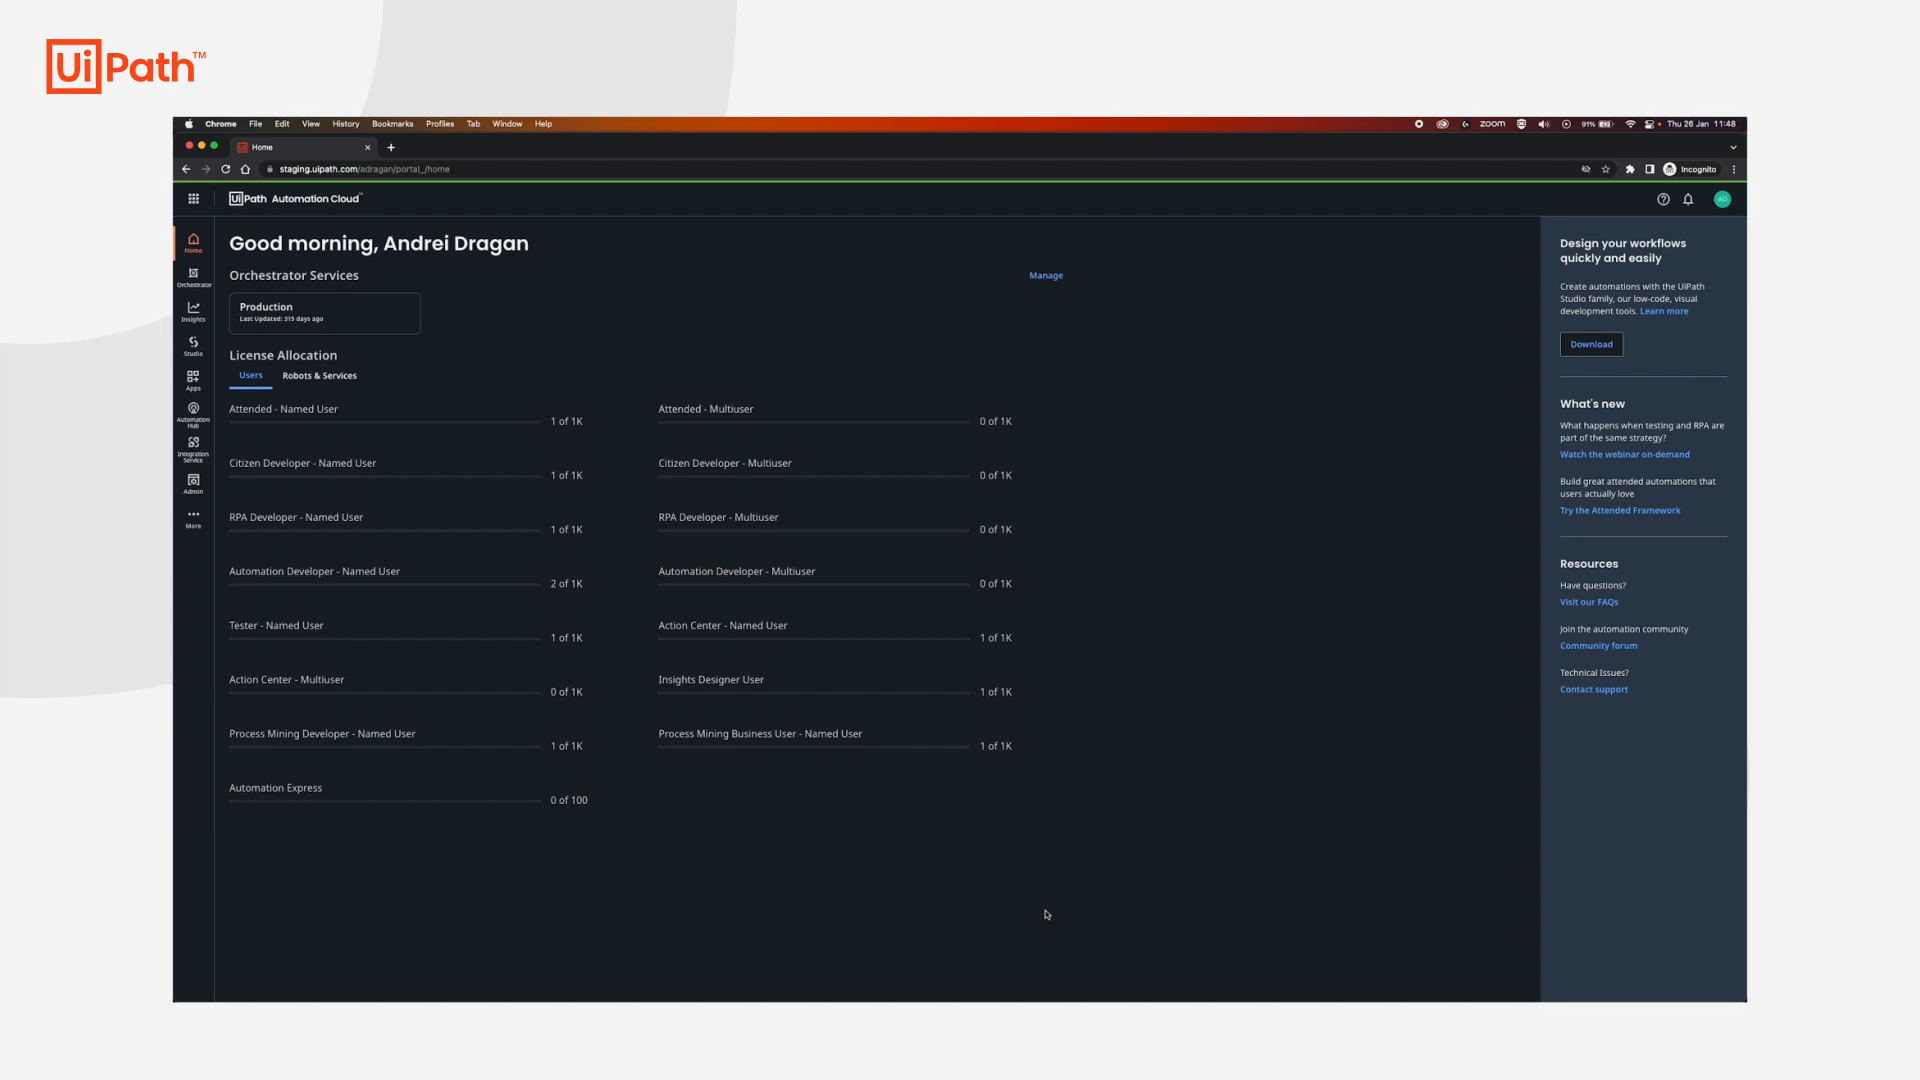 UiPath™
Chrome File Edit View History Bookmarks Profiles Tab Window Help
zoom 91% Thu 26 Jan 11:48
Home
staging.uipath.com/adragan/portal_/home
Incognito
UiPath Automation Cloud™
AD
Home
Orchestrator
Insights
Studio
Apps
Automation
Hub
Integration
Service
Admin
More
Good morning, Andrei Dragan
Orchestrator Services
Manage
Production
Last Updated: 315 days ago
License Allocation
Users Robots & Services
Attended - Named User
1 of 1K
Attended - Multiuser
0 of 1K
Citizen Developer - Named User
1 of 1K
Citizen Developer - Multiuser
0 of 1K
RPA Developer - Named User
1 of 1K
RPA Developer - Multiuser
0 of 1K
Automation Developer - Named User
2 of 1K
Automation Developer - Multiuser
0 of 1K
Tester - Named User
1 of 1K
Action Center - Named User
1 of 1K
Action Center - Multiuser
0 of 1K
Insights Designer User
1 of 1K
Process Mining Developer - Named User
1 of 1K
Process Mining Business User - Named User
1 of 1K
Automation Express
0 of 100
Design your workflows
quickly and easily
Create automations with the UiPath
Studio family, our low-code, visual
development tools. Learn more
Download
What's new
What happens when testing and RPA are
part of the same strategy?
Watch the webinar on-demand
Build great attended automations that
users actually love
Try the Attended Framework
Resources
Have questions?
Visit our FAQs
Join the automation community
Community forum
Technical Issues?
Contact support